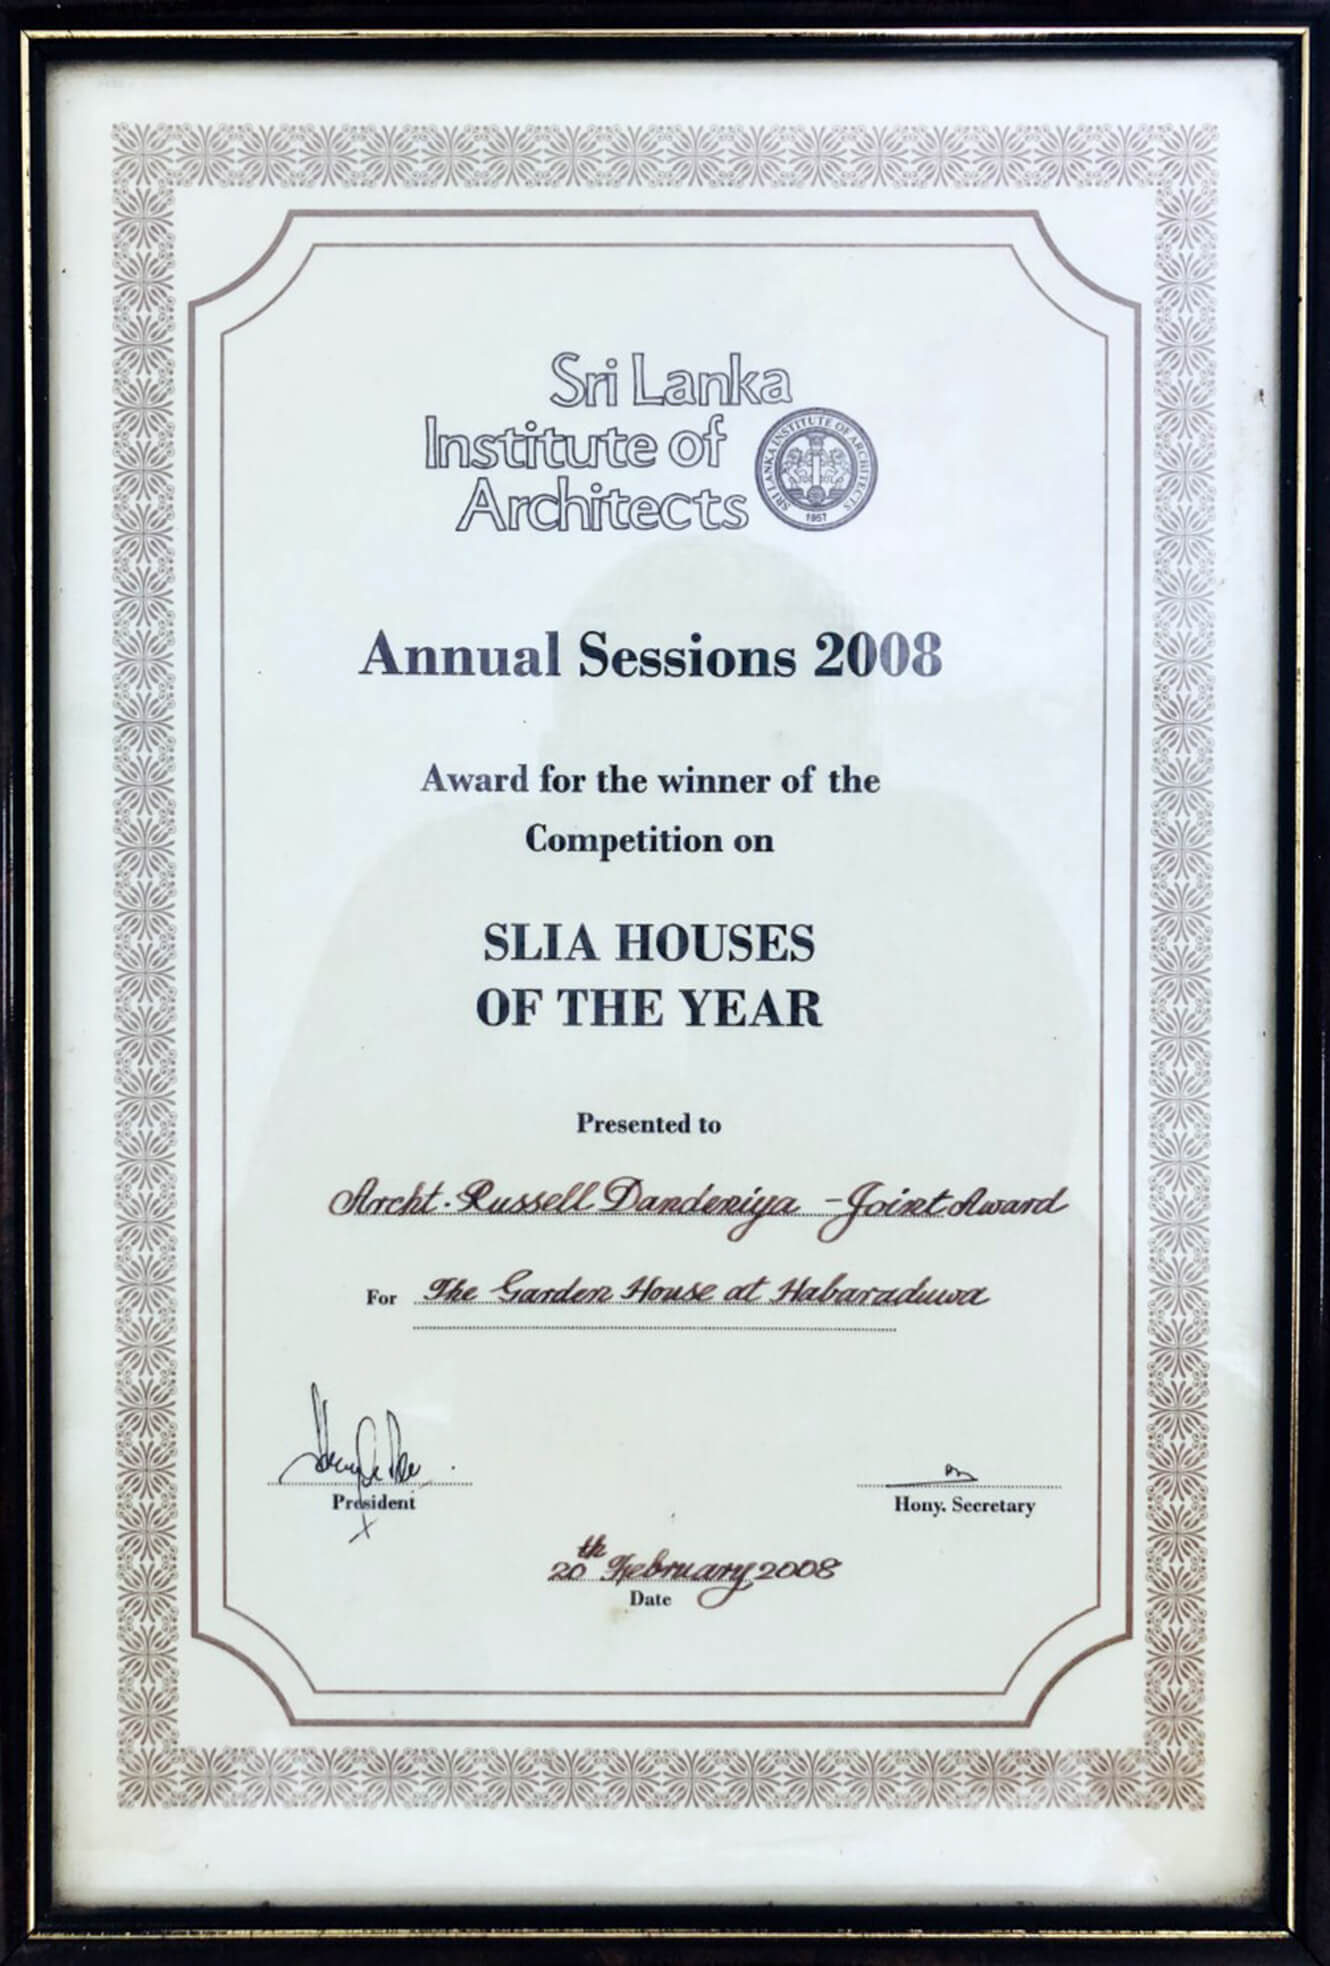 Sri Lanka
Institute of
Architects
SRI LANKA INSTITUTE OF ARCHITECTS
1957
Annual Sessions 2008
Award for the winner of the
Competition on
SLIA HOUSES
OF THE YEAR
Presented to
Archt. Russell Dandeniya - Joint Award
For The Garden House at Habaraduwa
President
Hony. Secretary
20th February 2008
Date